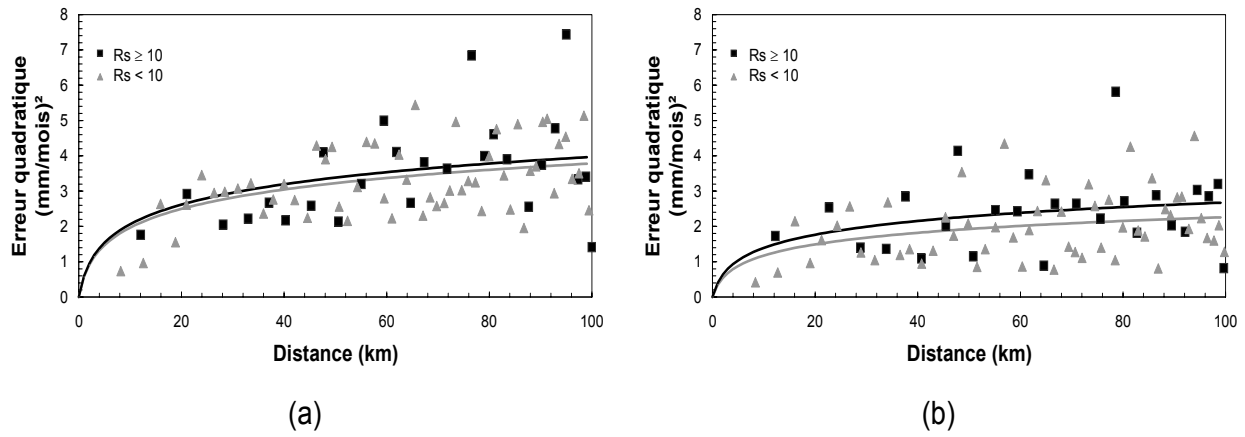 8
7
6
5
4
3
2
1
0
Erreur quadratique
(mm/mois)²
Rs ≥ 10
Rs < 10
0 20 40 60 80 100
Distance (km)
(a)
8
7
6
5
4
3
2
1
0
Erreur quadratique
(mm/mois)²
Rs ≥ 10
Rs < 10
0 20 40 60 80 100
Distance (km)
(b)